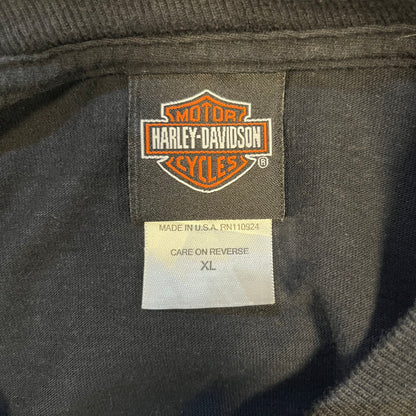 MOTOR
HARLEY-DAVIDSON
CYCLES
®
MADE IN U.S.A. RN110924
CARE ON REVERSE
XL